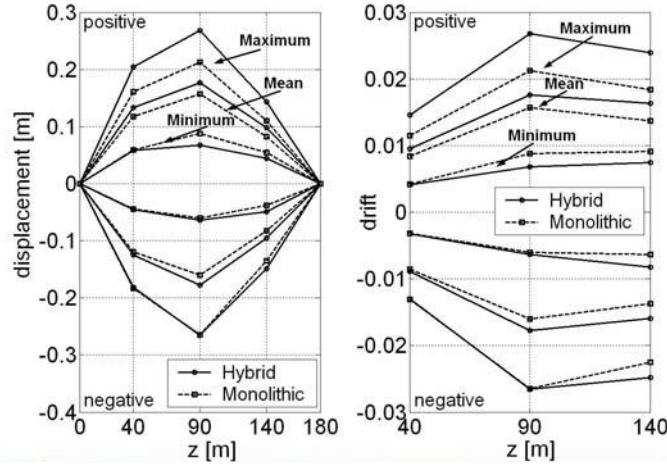 0.3
0.2
0.1
0
-0.1
-0.2
-0.3
-0.4
displacement [m]
positive
Maximum
Mean
Minimum
Hybrid
Monolithic
negative
0 40 90 140 180
z [m]
0.03
0.02
0.01
0
-0.01
-0.02
-0.03
drift
positive
Maximum
Mean
Minimum
Hybrid
Monolithic
negative
40 90 140
z [m]